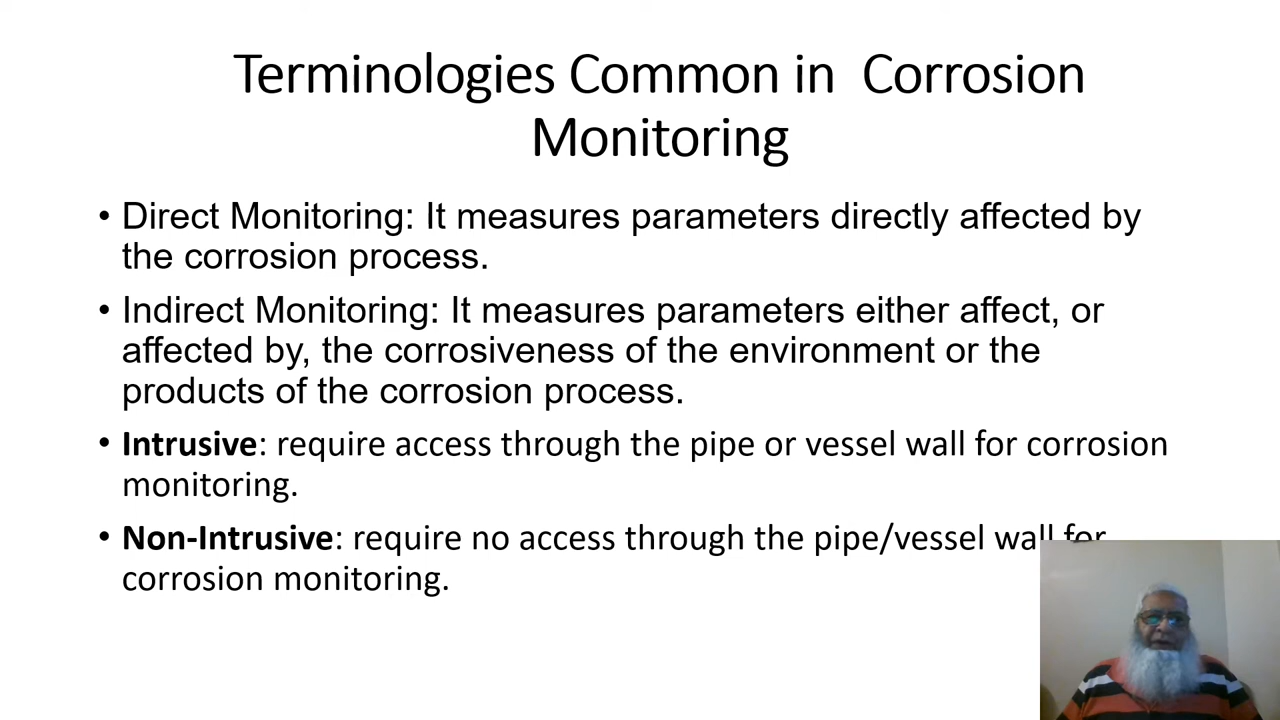 Terminologies Common in  Corrosion
Monitoring
• Direct Monitoring: It measures parameters directly affected by
the corrosion process.
• Indirect Monitoring: It measures parameters either affect, or
affected by, the corrosiveness of the environment or the
products of the corrosion process.
• Intrusive: require access through the pipe or vessel wall for corrosion
monitoring.
• Non-Intrusive: require no access through the pipe/vessel wall for
corrosion monitoring.